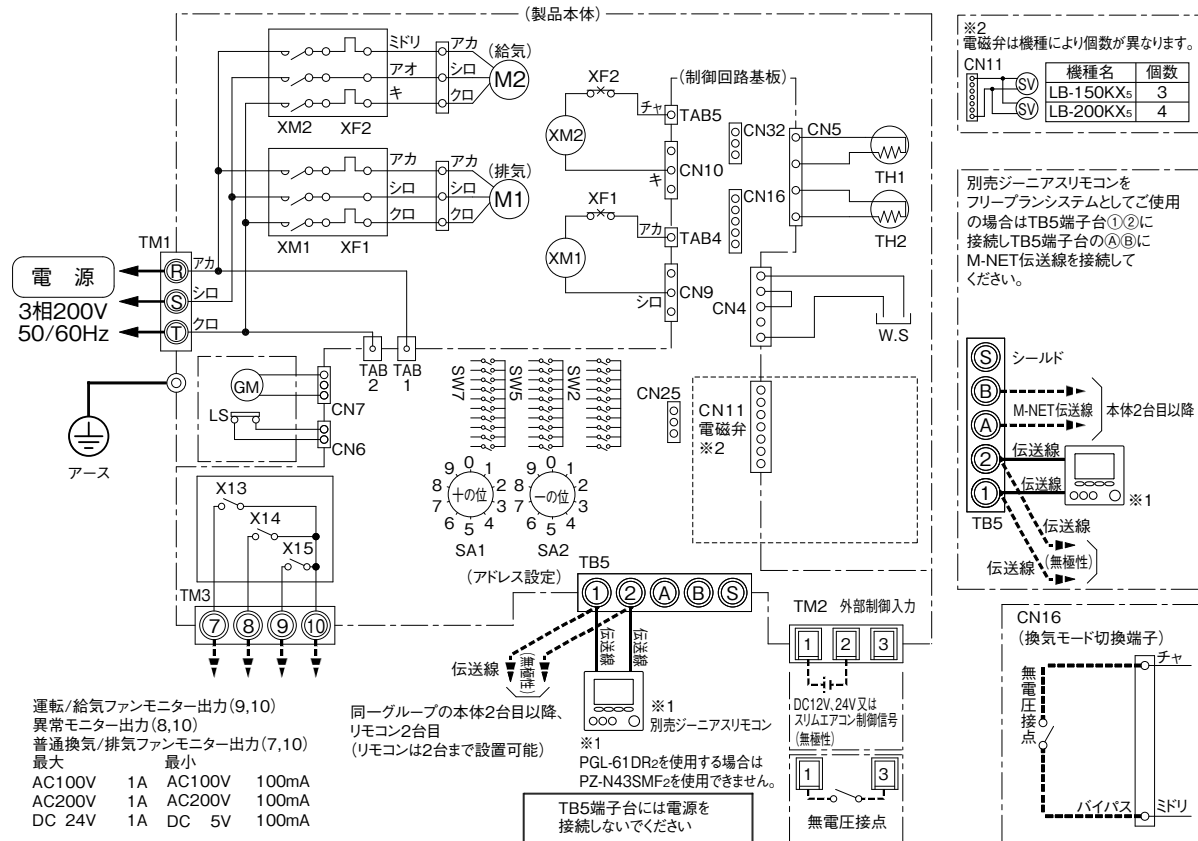 (製品本体)
ミドリ
アオ
キ
アカ
シロ
クロ
(給気)
M2
XM2
XF2
アカ
シロ
クロ
アカ
シロ
クロ
(排気)
M1
XM1
XF1
TM1
電 源
3相200V
50/60Hz
R
S
T
アカ
シロ
クロ
アース
GM
LS
CN7
CN6
TAB
2
TAB
1
XF2
チャ
TAB5
XM2
CN10
キ
XF1
アカ
TAB4
XM1
CN9
シロ
(制御回路基板)
CN32
CN16
CN5
TH1
TH2
CN4
W.S
SW7
SW5
SW2
CN25
CN11
電磁弁
※2
9 0 1
8 十の位 2
7 3
6 5 4
SA1
9 0 1
8 一の位 2
7 3
6 5 4
SA2
(アドレス設定)
X13
X14
X15
TM3
7 8 9 10
運転/給気ファンモニター出力(9,10)
異常モニター出力(8,10)
普通換気/排気ファンモニター出力(7,10)
最大 最小
AC100V 1A AC100V 100mA
AC200V 1A AC200V 100mA
DC 24V 1A DC 5V 100mA
TB5
1 2 A B S
伝送線
(無極性)
伝送線
伝送線
※1
別売ジーニアスリモコン
同一グループの本体2台目以降、
リモコン2台目
(リモコンは2台まで設置可能)
※1
PGL-61DR2を使用する場合は
PZ-N43SMF2を使用できません。
TB5端子台には電源を
接続しないでください
TM2 外部制御入力
1 2 3
DC12V、24V又は
スリムエアコン制御信号
(無極性)
1 3
無電圧接点
※2
電磁弁は機種により個数が異なります。
CN11
SV
SV
機種名 個数
LB-150KX5 3
LB-200KX5 4
別売ジーニアスリモコンを
フリープランシステムとしてご使用
の場合はTB5端子台①②に
接続しTB5端子台のⒶⒷに
M-NET伝送線を接続して
ください。
S シールド
B
M-NET伝送線
本体2台目以降
A
2 伝送線
1 伝送線
※1
TB5
伝送線
(無極性)
伝送線
CN16
(換気モード切換端子)
チャ
無電圧接点
バイパス
ミドリ